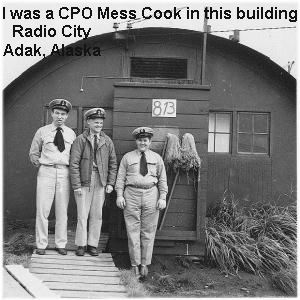 I was a CPO Mess Cook in this building
Radio City
Adak, Alaska
813